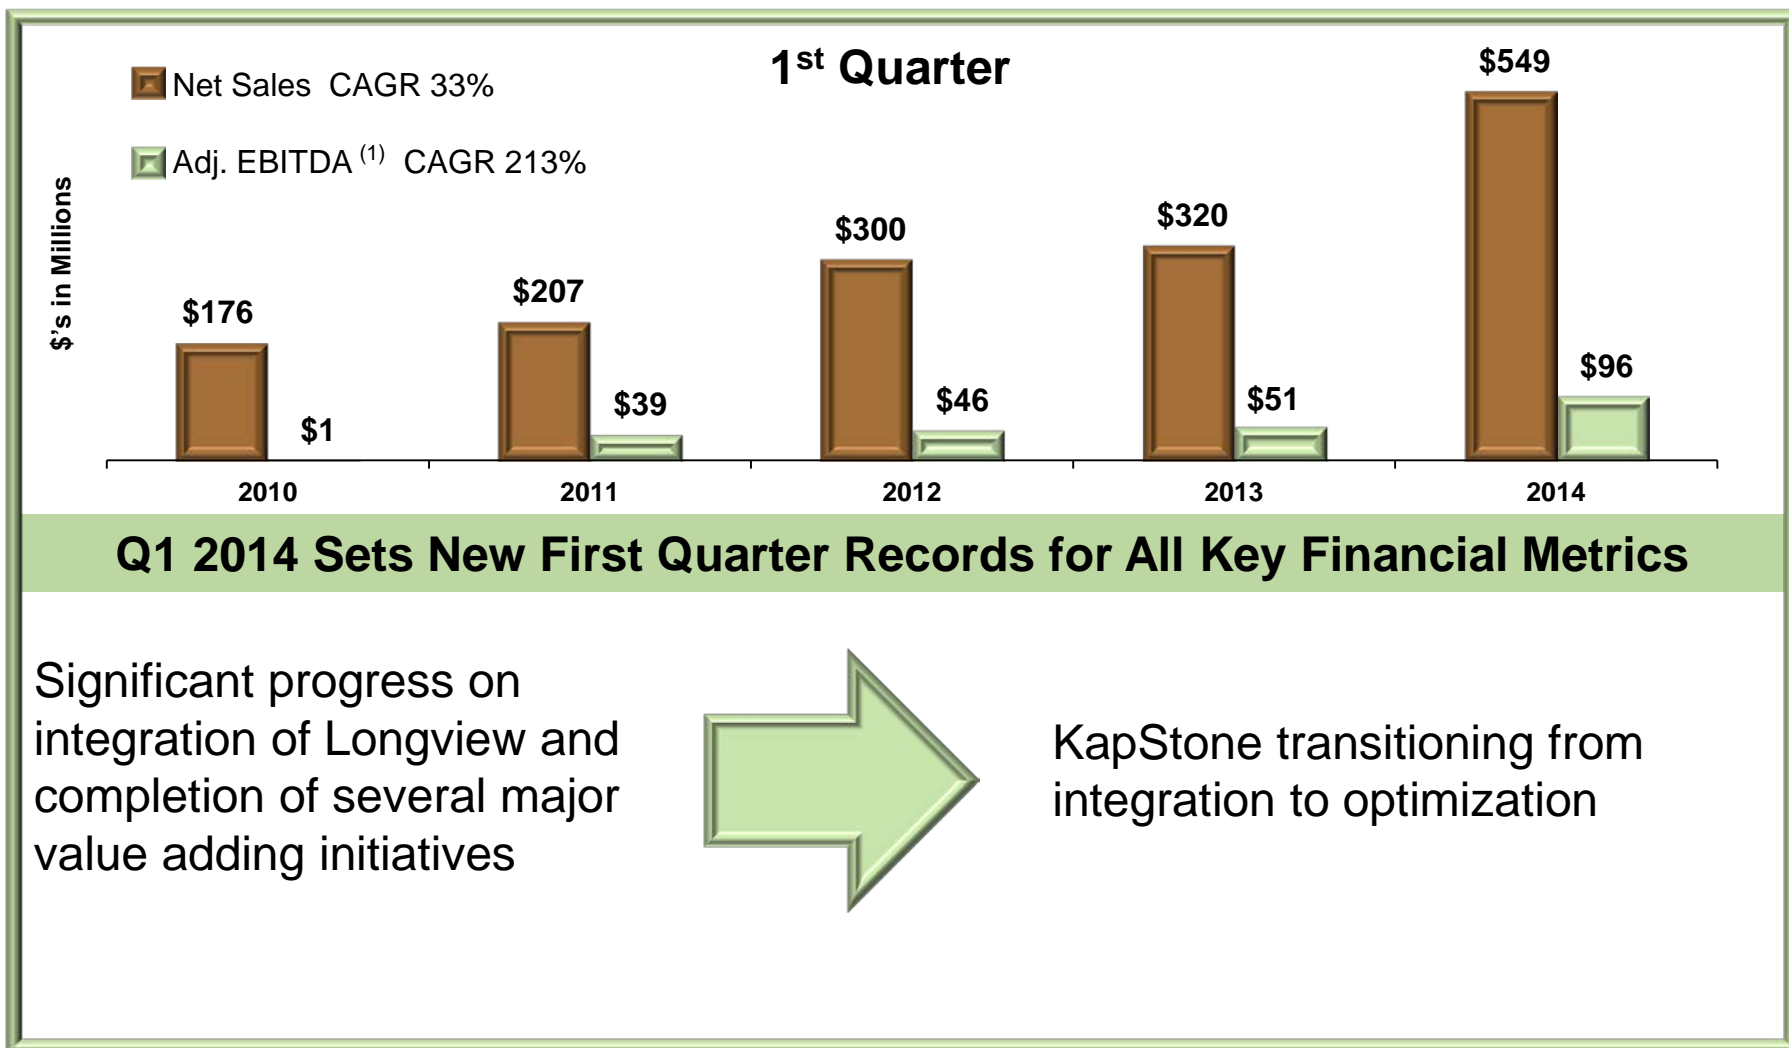 1st Quarter
Net Sales  CAGR 33%
Adj. EBITDA (1)  CAGR 213%
$'s in Millions
$176
$1
$207
$39
$300
$46
$320
$51
$549
$96
2010
2011
2012
2013
2014
Q1 2014 Sets New First Quarter Records for All Key Financial Metrics
Significant progress on
integration of Longview and
completion of several major
value adding initiatives
KapStone transitioning from
integration to optimization